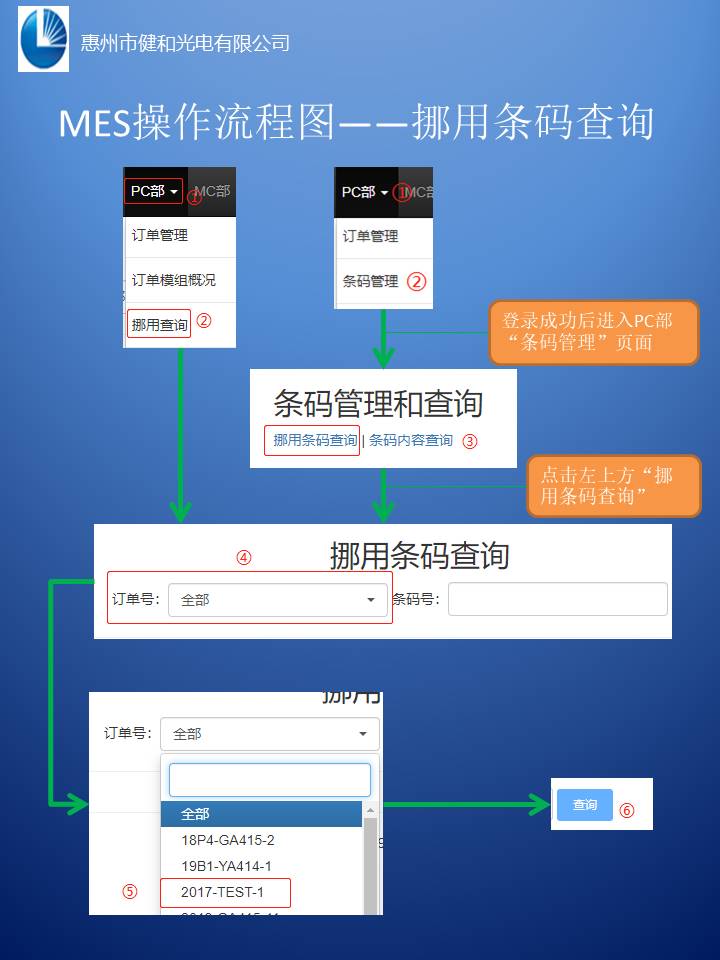 惠州市健和光电有限公司
MES操作流程图——挪用条码查询
PC部 ① MC部
订单管理
订单模组概况
挪用查询 ②
PC部 ① MC部
订单管理
条码管理 ②
登录成功后进入PC部
“条码管理”页面
条码管理和查询
挪用条码查询 | 条码内容查询 ③
点击左上方“挪
用条码查询”
④
挪用条码查询
订单号: 全部 条码号:
挪用
订单号: 全部
全部
18P4-GA415-2
19B1-YA414-1
⑤ 2017-TEST-1
查询 ⑥